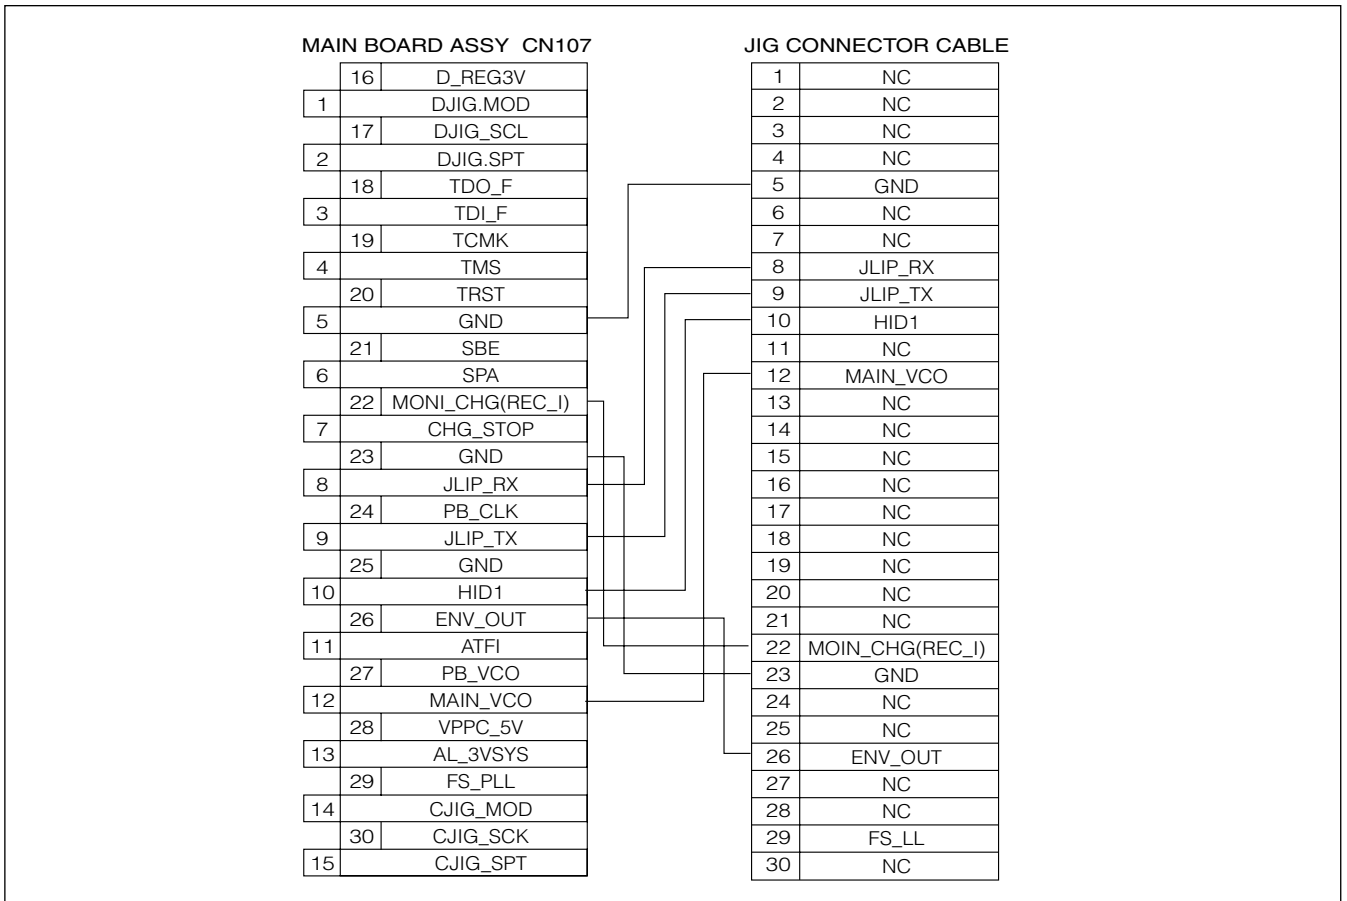 MAIN BOARD ASSY CN107
16 D_REG3V
1 DJIG.MOD
17 DJIG_SCL
2 DJIG.SPT
18 TDO_F
3 TDI_F
19 TCMK
4 TMS
20 TRST
5 GND
21 SBE
6 SPA
22 MONI_CHG(REC_I)
7 CHG_STOP
23 GND
8 JLIP_RX
24 PB_CLK
9 JLIP_TX
25 GND
10 HID1
26 ENV_OUT
11 ATFI
27 PB_VCO
12 MAIN_VCO
28 VPPC_5V
13 AL_3VSYS
29 FS_PLL
14 CJIG_MOD
30 CJIG_SCK
15 CJIG_SPT
JIG CONNECTOR CABLE
1 NC
2 NC
3 NC
4 NC
5 GND
6 NC
7 NC
8 JLIP_RX
9 JLIP_TX
10 HID1
11 NC
12 MAIN_VCO
13 NC
14 NC
15 NC
16 NC
17 NC
18 NC
19 NC
20 NC
21 NC
22 MOIN_CHG(REC_I)
23 GND
24 NC
25 NC
26 ENV_OUT
27 NC
28 NC
29 FS_LL
30 NC